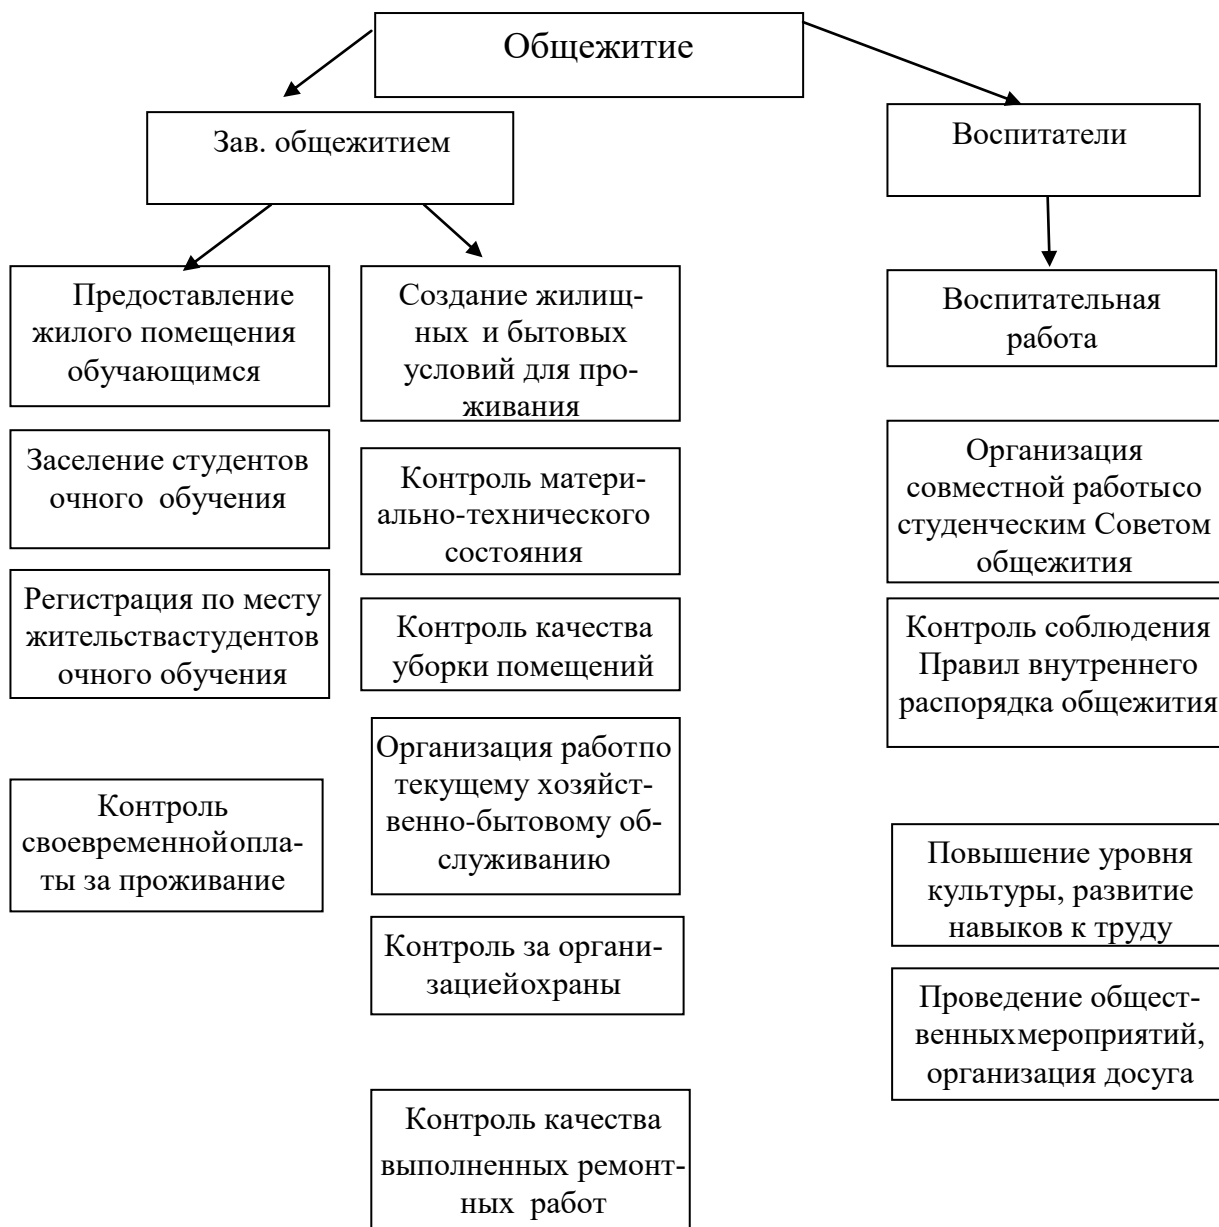 Общежитие
Зав. общежитием
Воспитатели
Предоставление
жилого помещения
обучающимся
Заселение студентов
очного обучения
Регистрация по месту
жительствастудентов
очного обучения
Контроль
своевременнойопла-
ты за проживание
Создание жилищ-
ных и бытовых
условий для про-
живания
Контроль матери-
ально-технического
состояния
Контроль качества
уборки помещений
Организация работпо
текущему хозяйст-
венно-бытовому об-
служиванию
Контроль за органи-
зациейохраны
Контроль качества
выполненных ремонт-
ных работ
Воспитательная
работа
Организация
совместной работысо
студенческим Советом
общежития
Контроль соблюдения
Правил внутреннего
распорядка общежития
Повышение уровня
культуры, развитие
навыков к труду
Проведение общест-
венныхмероприятий,
организация досуга